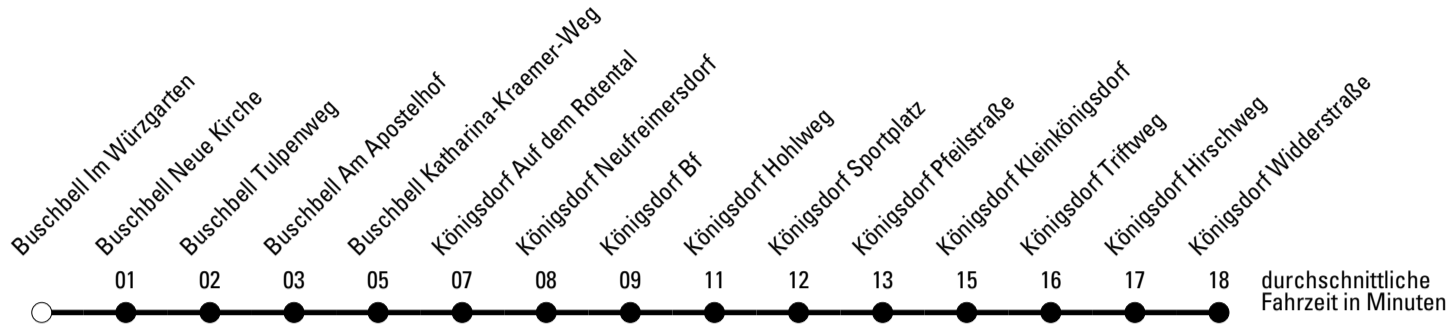 Buschbell Im Würzgarten
Buschbell Neue Kirche
Buschbell Tulpenweg
Buschbell Am Apostelhof
Buschbell Katharina-Kraemer-Weg
Königsdorf Auf dem Rotental
Königsdorf Neufreimersdorf
Königsdorf Bf
Königsdorf Hohlweg
Königsdorf Sportplatz
Königsdorf Pfeilstraße
Königsdorf Kleinkönigsdorf
Königsdorf Triftweg
Königsdorf Hirschweg
Königsdorf Widderstraße
01 02 03 05 07 08 09 11 12 13 15 16 17 18 durchschnittliche
Fahrzeit in Minuten